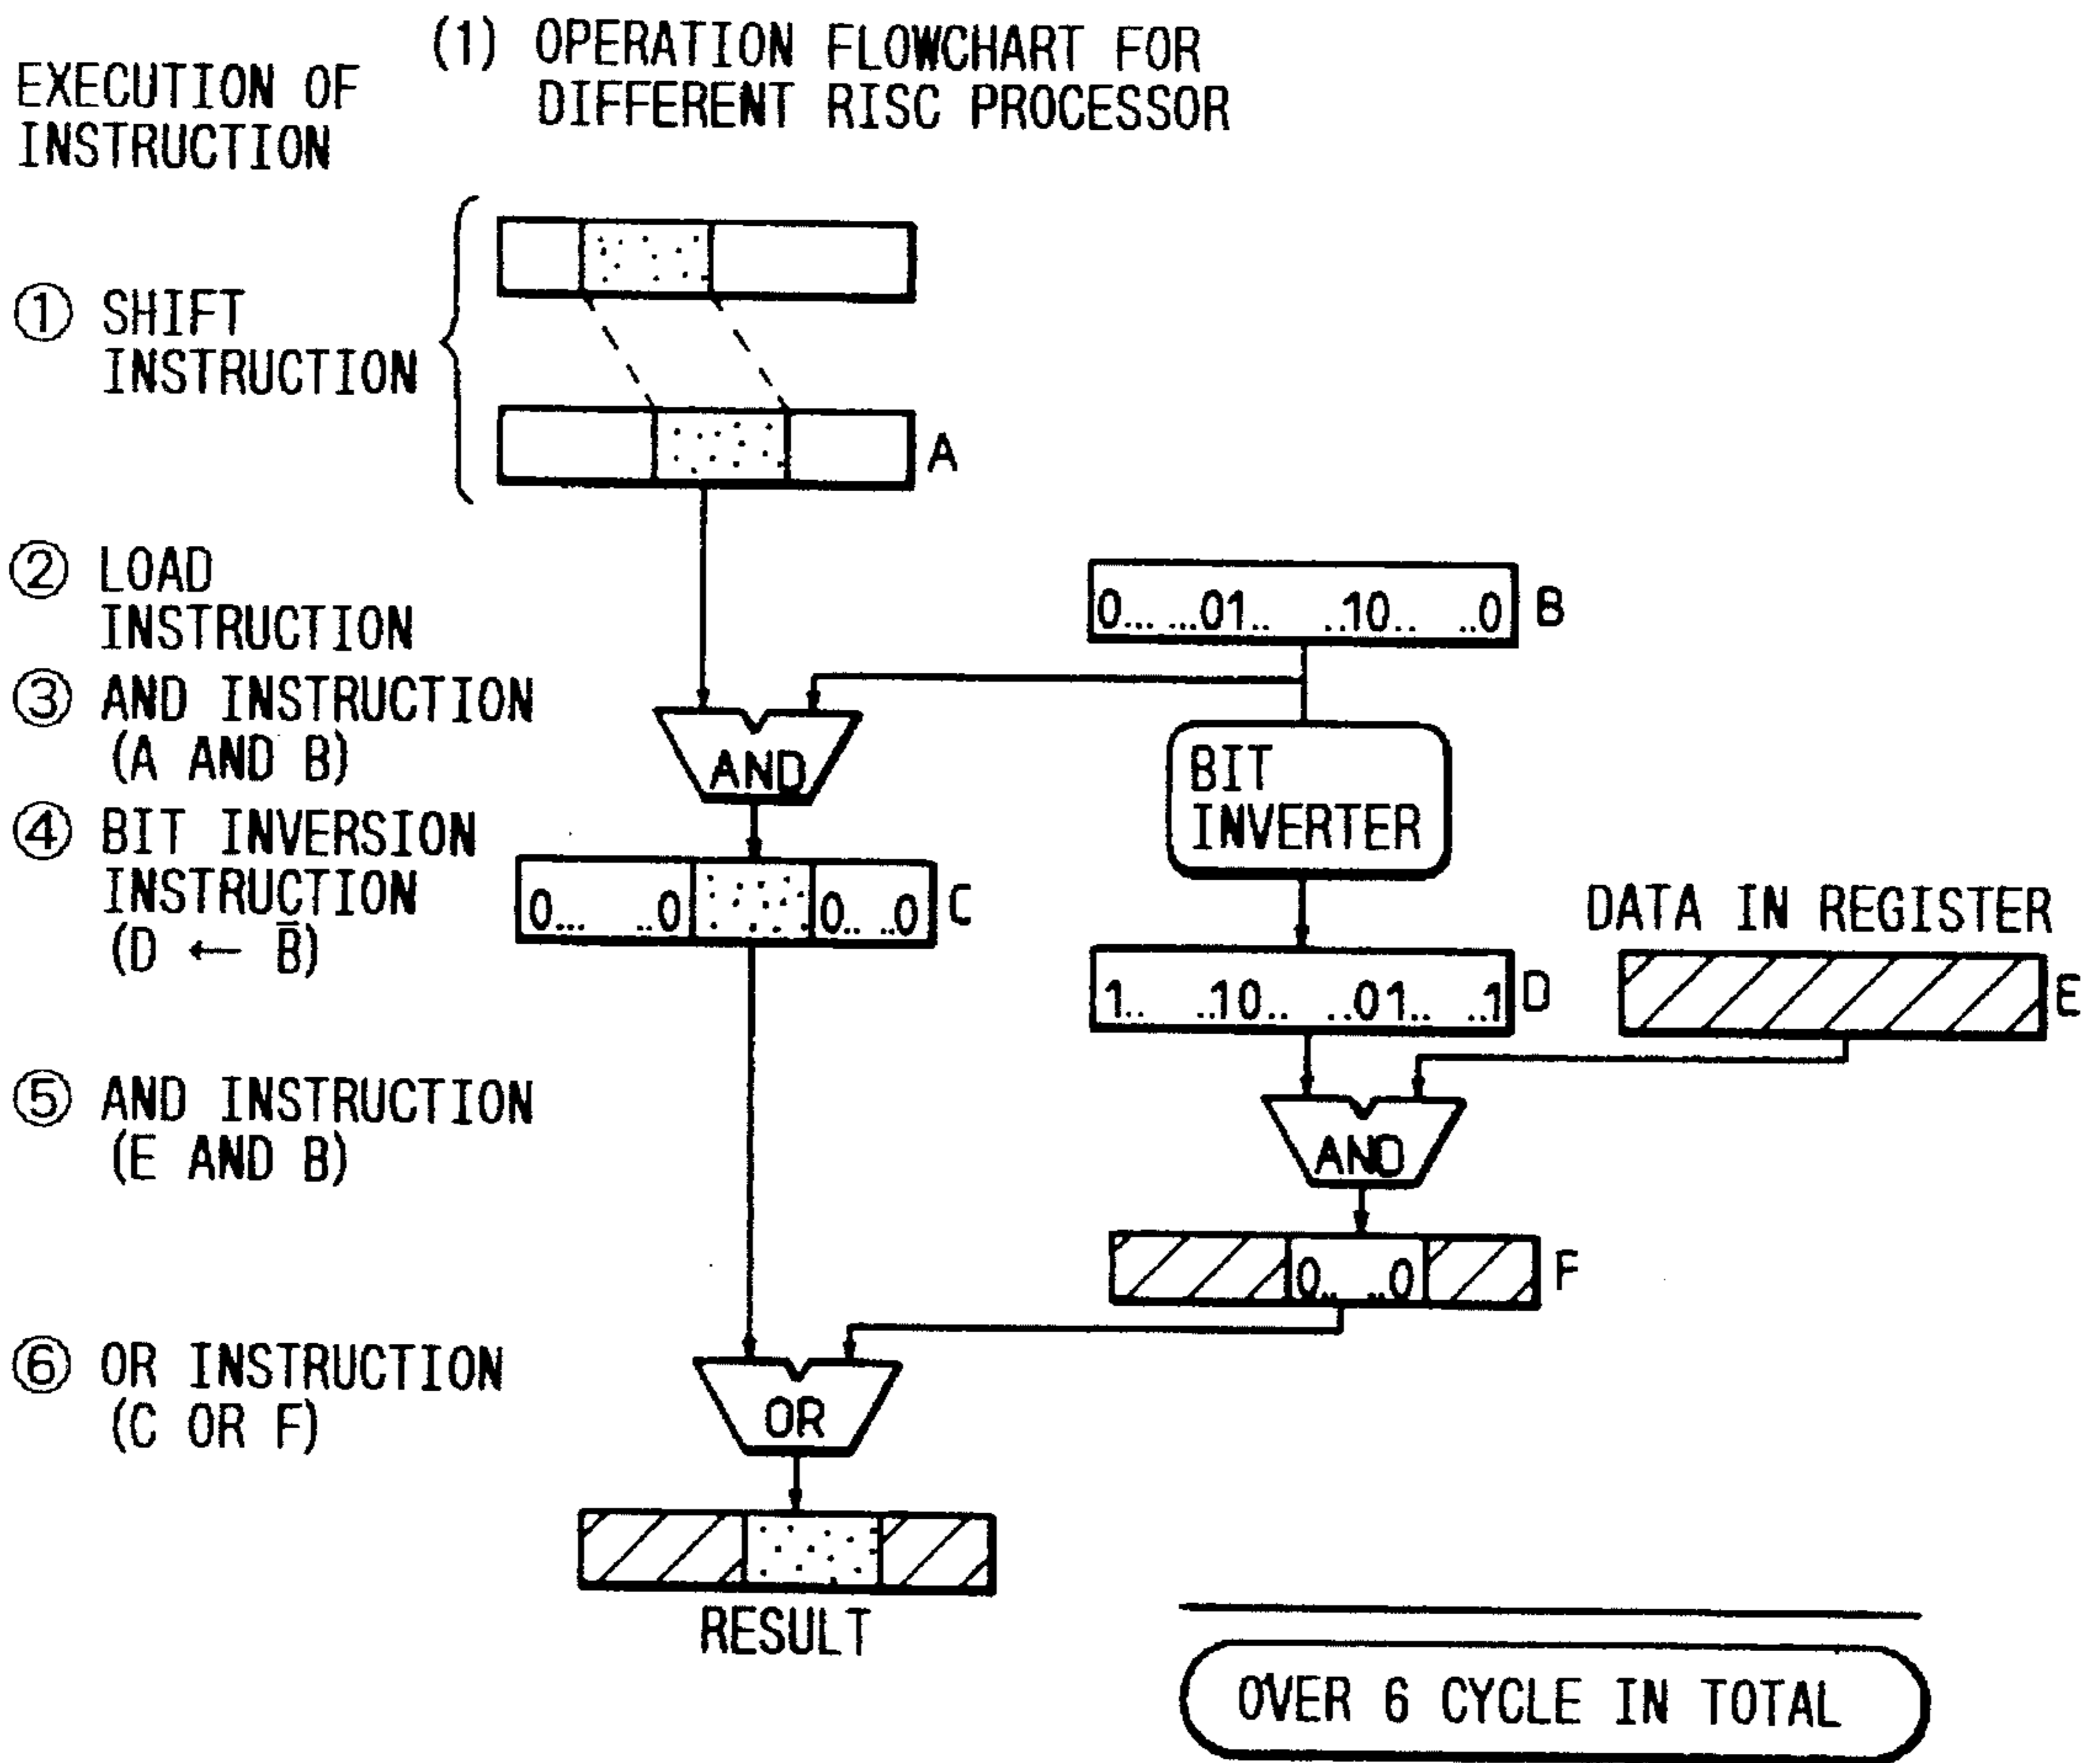 (1) OPERATION FLOWCHART FOR
DIFFERENT RISC PROCESSOR
EXECUTION OF
INSTRUCTION
① SHIFT
INSTRUCTION
A
② LOAD
INSTRUCTION
0... ...01.. ..10.. ..0 B
③ AND INSTRUCTION
(A AND B)
AND
BIT
INVERTER
④ BIT INVERSION
INSTRUCTION
(D ← B̄)
0... ..0 0.. ..0 C
DATA IN REGISTER
1.. ..10.. ..01.. ..1 D
E
⑤ AND INSTRUCTION
(E AND B)
AND
0.. ..0 F
⑥ OR INSTRUCTION
(C OR F)
OR
RESULT
OVER 6 CYCLE IN TOTAL